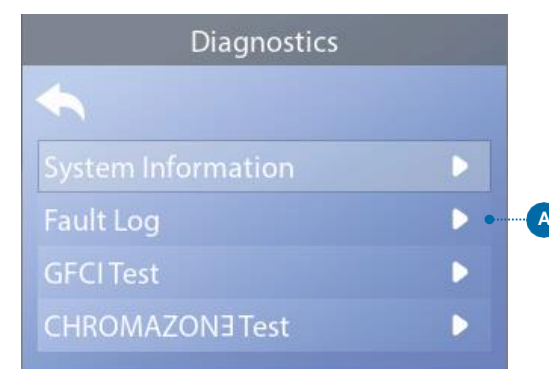 Diagnostics
System Information
Fault Log
A
GFCI Test
CHROMAZONƎ Test